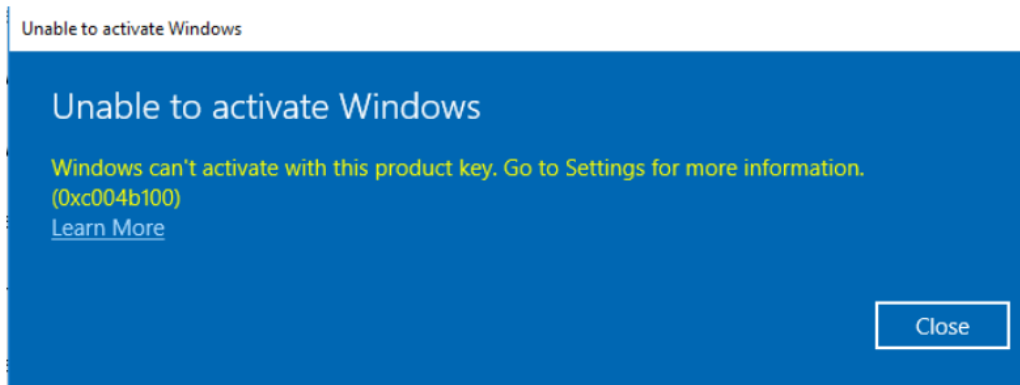 Unable to activate Windows
Unable to activate Windows
Windows can't activate with this product key. Go to Settings for more information.
(0xc004b100)
Learn More
Close